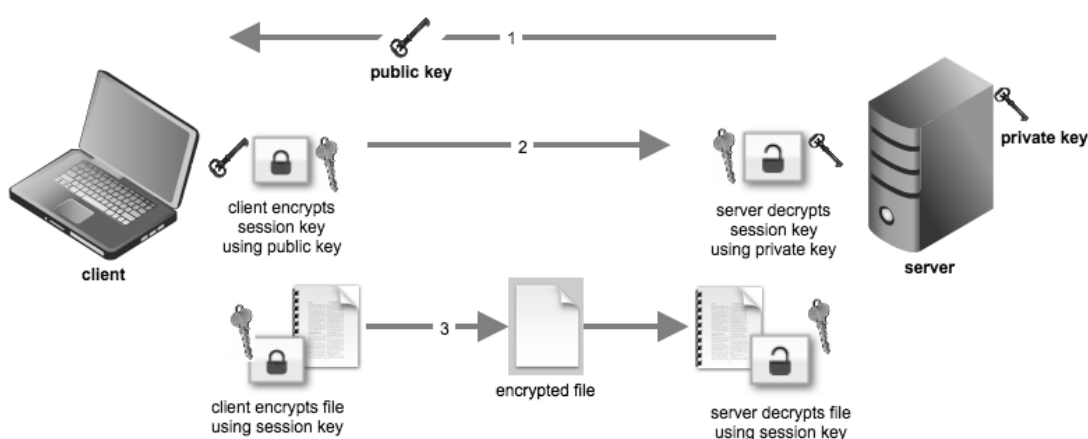 1
public key
private key
2
client encrypts
session key
using public key
server decrypts
session key
using private key
client
server
3
encrypted file
client encrypts file
using session key
server decrypts file
using session key